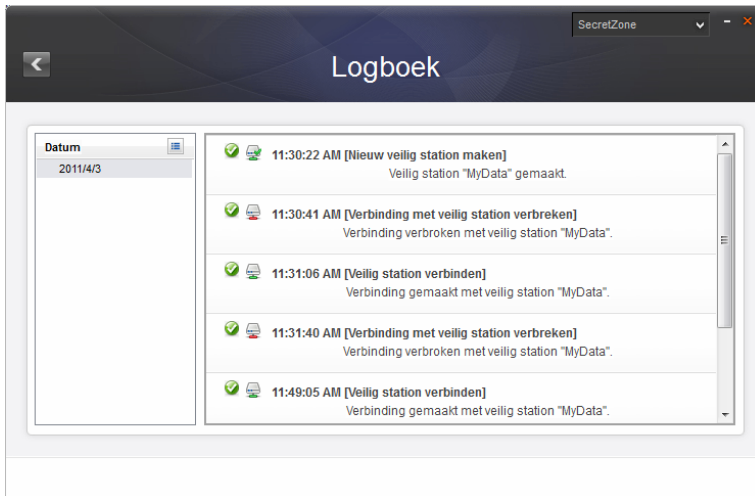 SecretZone
Logboek
Datum
2011/4/3
11:30:22 AM [Nieuw veilig station maken]
Veilig station "MyData" gemaakt.
11:30:41 AM [Verbinding met veilig station verbreken]
Verbinding verbroken met veilig station "MyData".
11:31:06 AM [Veilig station verbinden]
Verbinding gemaakt met veilig station "MyData".
11:31:40 AM [Verbinding met veilig station verbreken]
Verbinding verbroken met veilig station "MyData".
11:49:05 AM [Veilig station verbinden]
Verbinding gemaakt met veilig station "MyData".